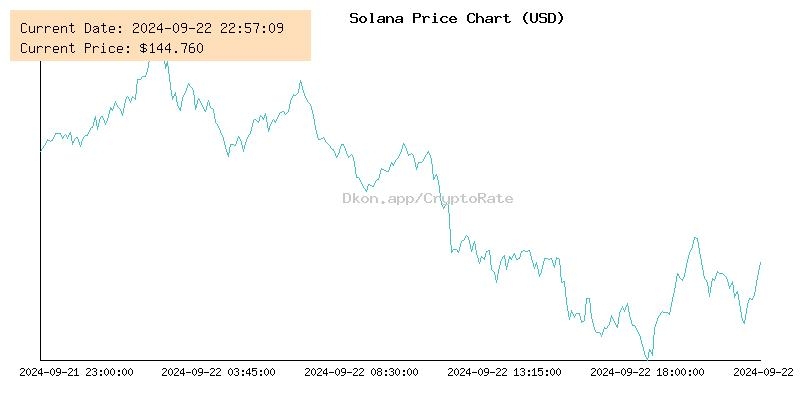 Solana Price Chart (USD)
Current Date: 2024-09-22 22:57:09
Current Price: $144.760
Dkon.app/CryptoRate
2024-09-21 23:00:00 2024-09-22 03:45:00 2024-09-22 08:30:00 2024-09-22 13:15:00 2024-09-22 18:00:00 2024-09-22